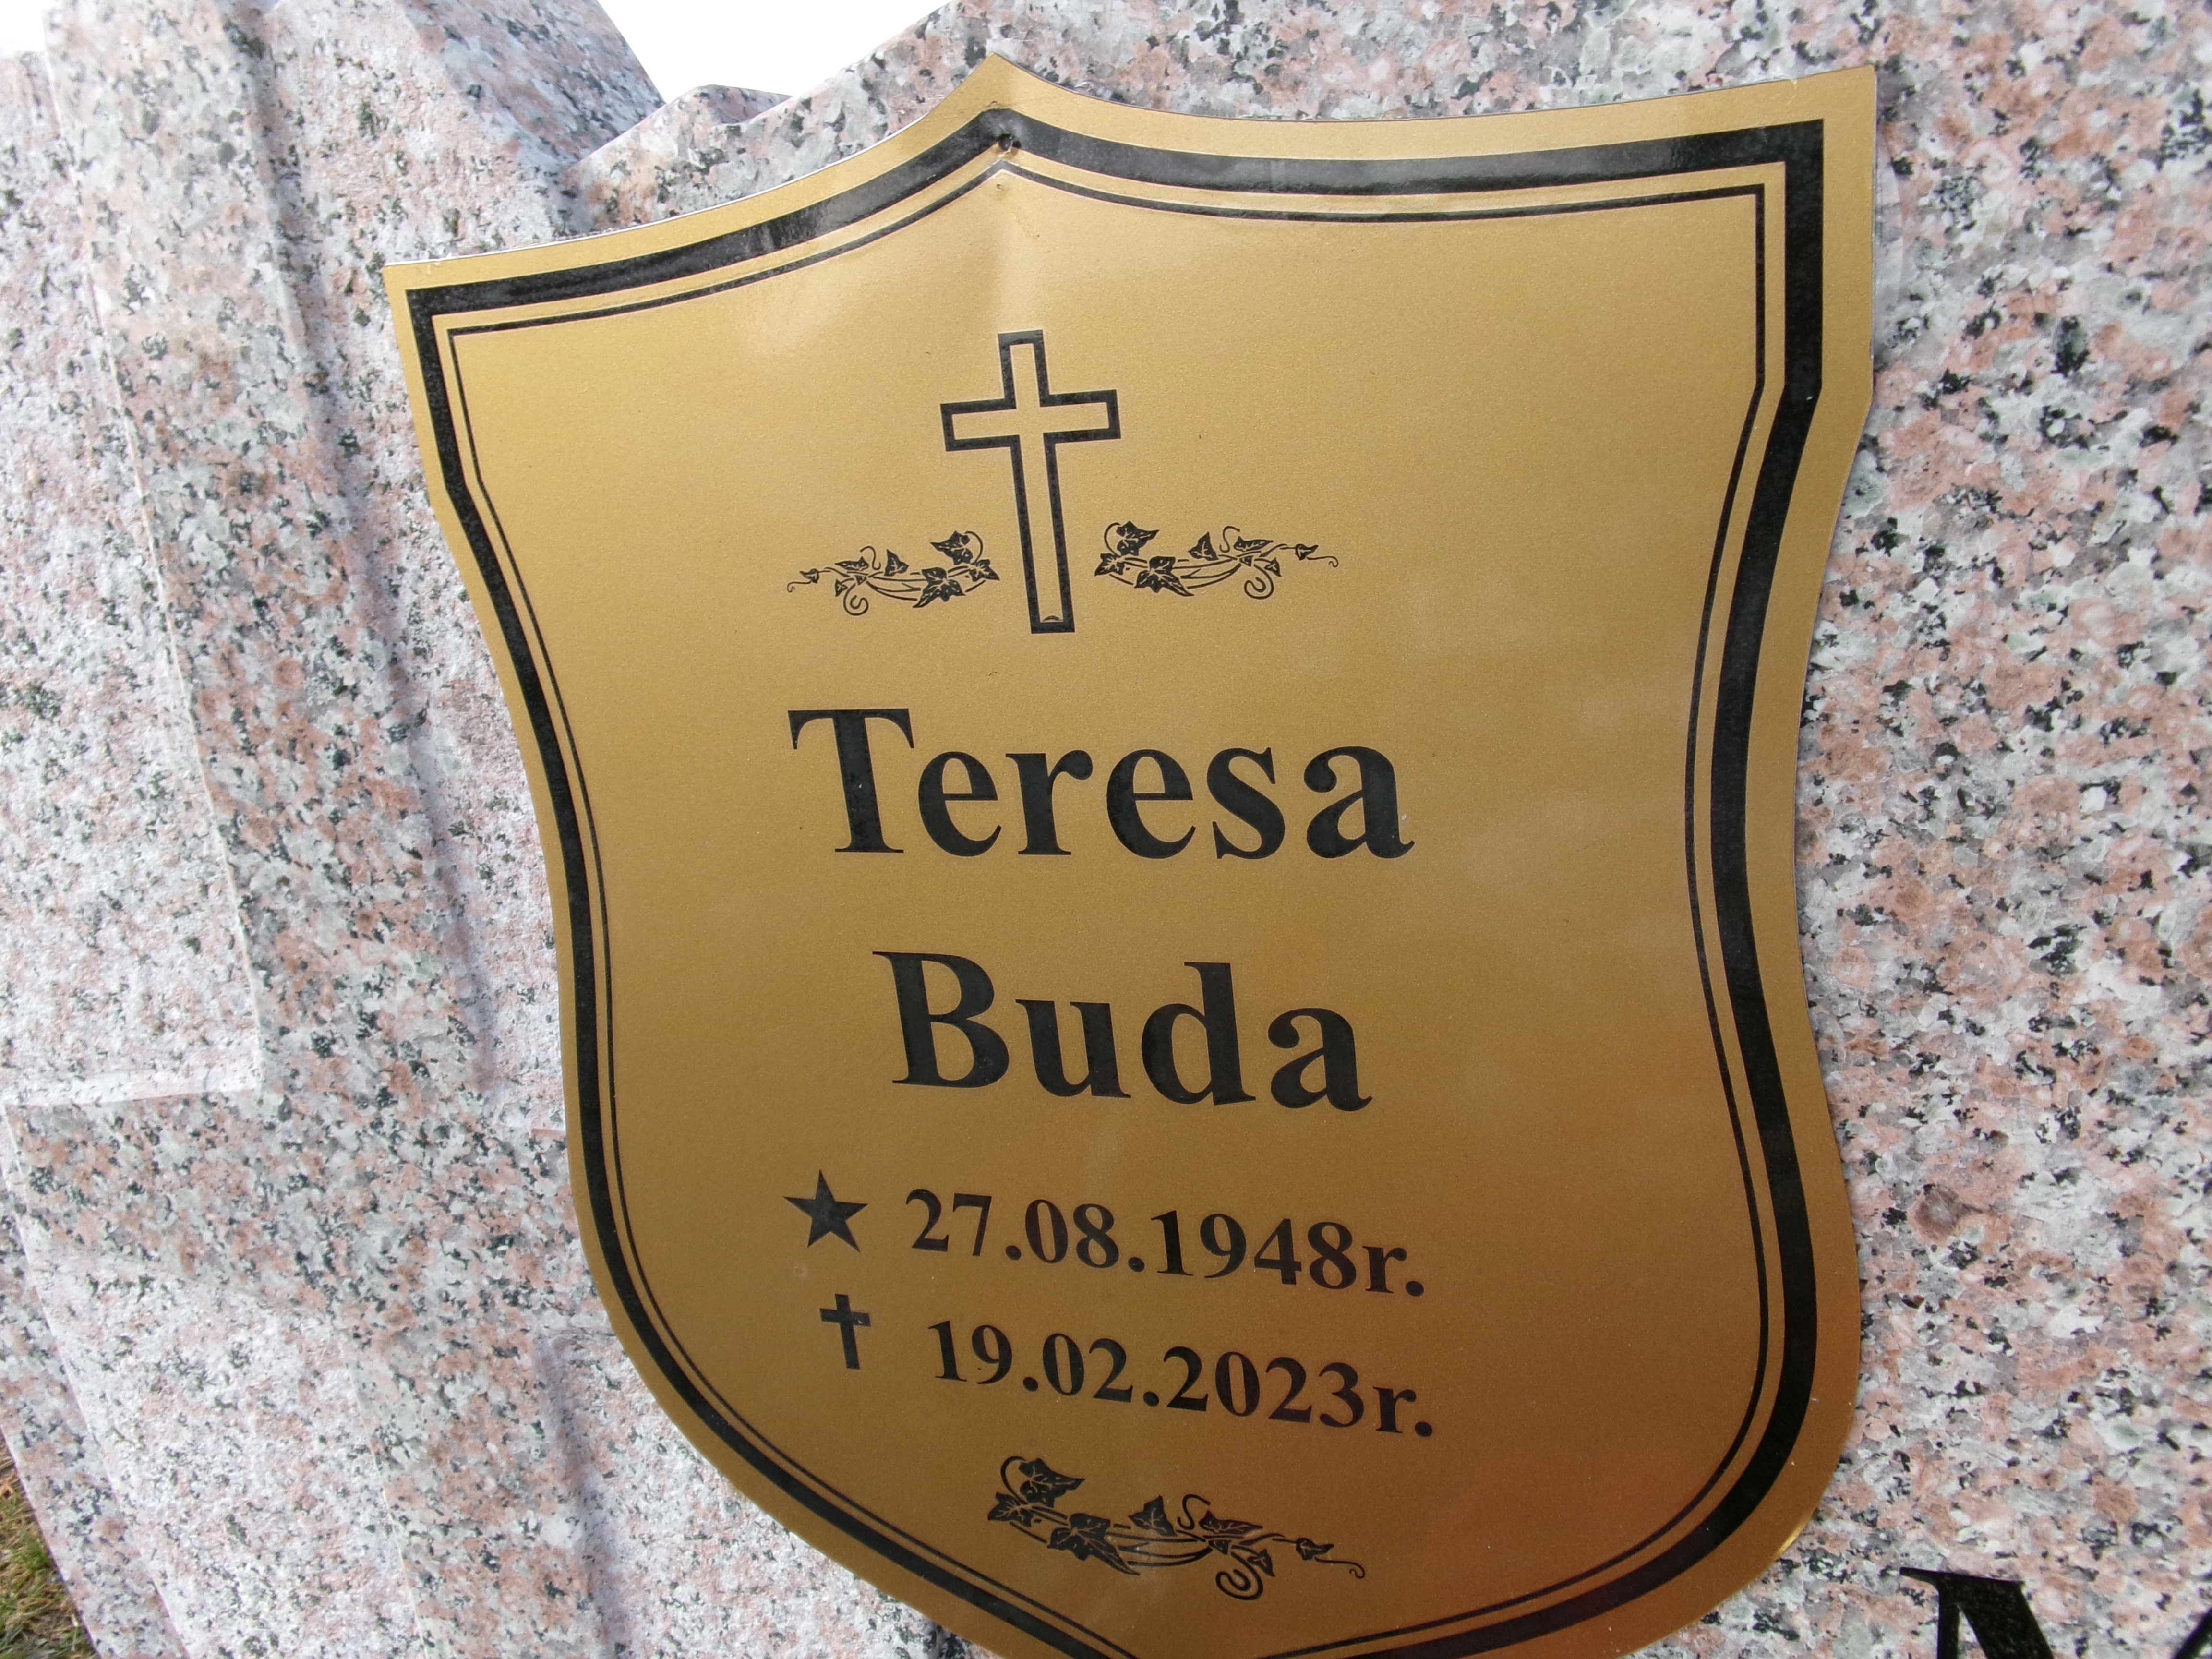 Teresa
Buda
★ 27.08.1948r.
✝ 19.02.2023r.